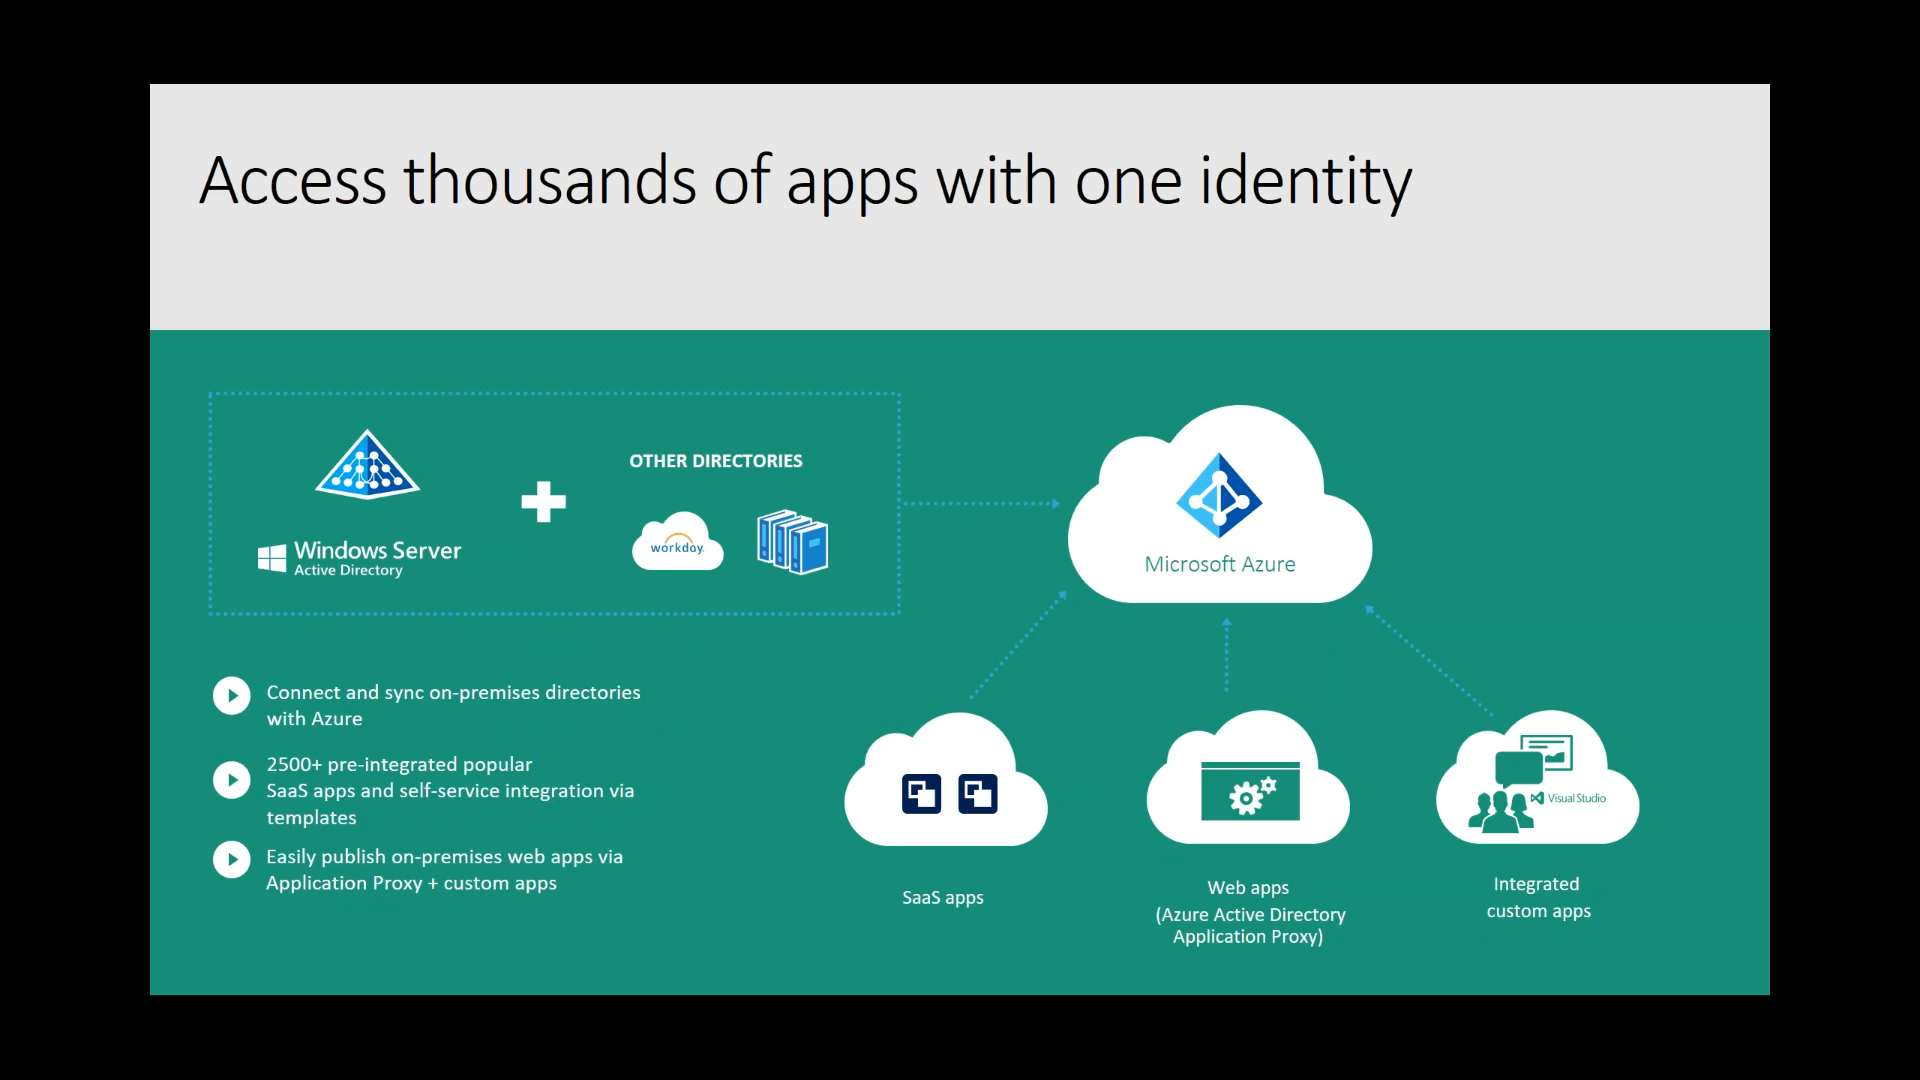 Access thousands of apps with one identity
OTHER DIRECTORIES
workday.
Windows Server
Active Directory
Microsoft Azure
Connect and sync on-premises directories
with Azure
2500+ pre-integrated popular
SaaS apps and self-service integration via
templates
Easily publish on-premises web apps via
Application Proxy + custom apps
SaaS apps
Web apps
(Azure Active Directory
Application Proxy)
Visual Studio
Integrated
custom apps